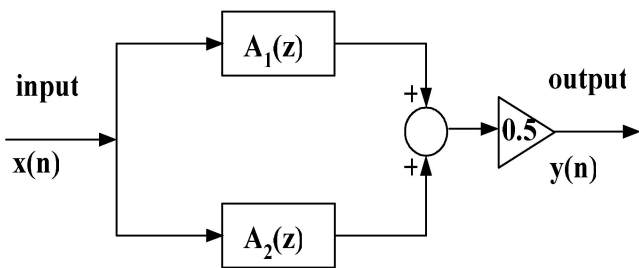 A₁(z)
input
output
+
0.5
x(n)
+
y(n)
A₂(z)